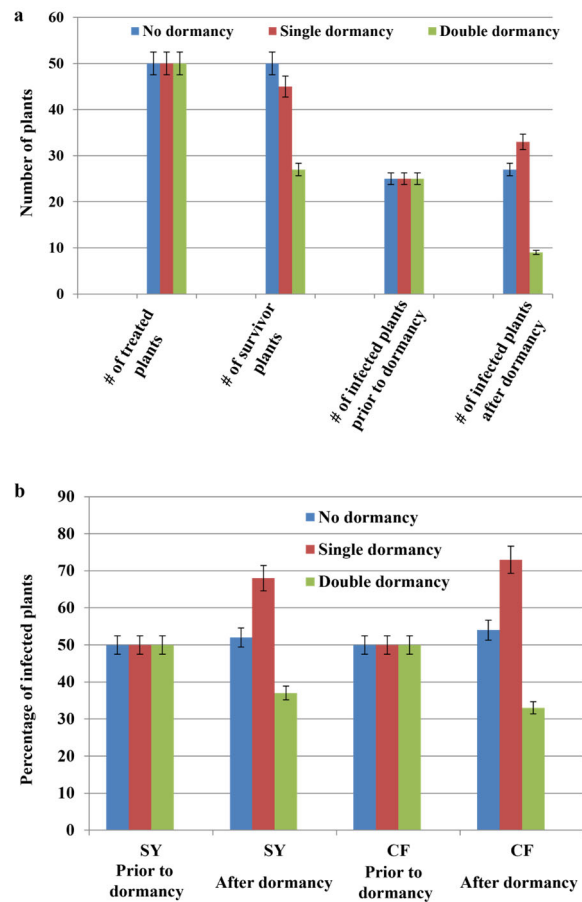 a
60
No dormancy Single dormancy Double dormancy
50
40
30
20
10
0
Number of plants
# of treated
plants
# of survivor
plants
# of infected plants
prior to dormancy
# of infected plants
after dormancy
b
90
80
70
60
50
40
30
20
10
0
Percentage of infected plants
No dormancy
Single dormancy
Double dormancy
SY
Prior to
dormancy
SY
After dormancy
CF
Prior to
dormancy
CF
After dormancy